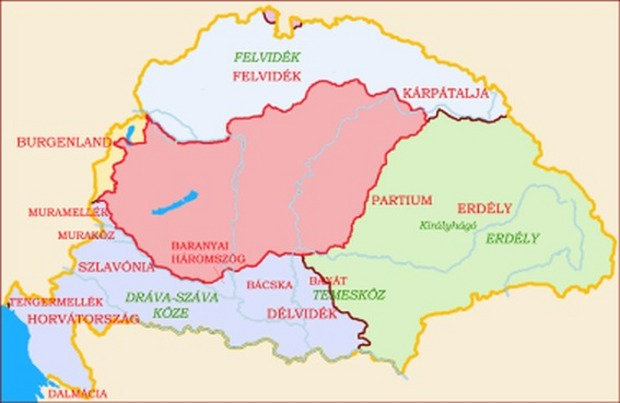 FELVIDÉK
FELVIDÉK
KÁRPÁTALJA
BURGENLAND
PARTIUM
ERDÉLY
Királyhágó
ERDÉLY
MURAMELLÉK
MURAKÖZ
BARANYAI
HÁROMSZÖG
SZLAVÓNIA
BÁCSKA
BÁNÁT
TEMESKÖZ
DRÁVA-SZÁVA
KÖZE
TENGERMELLÉK
HORVÁTORSZÁG
DÉLVIDÉK
DALMÁCIA